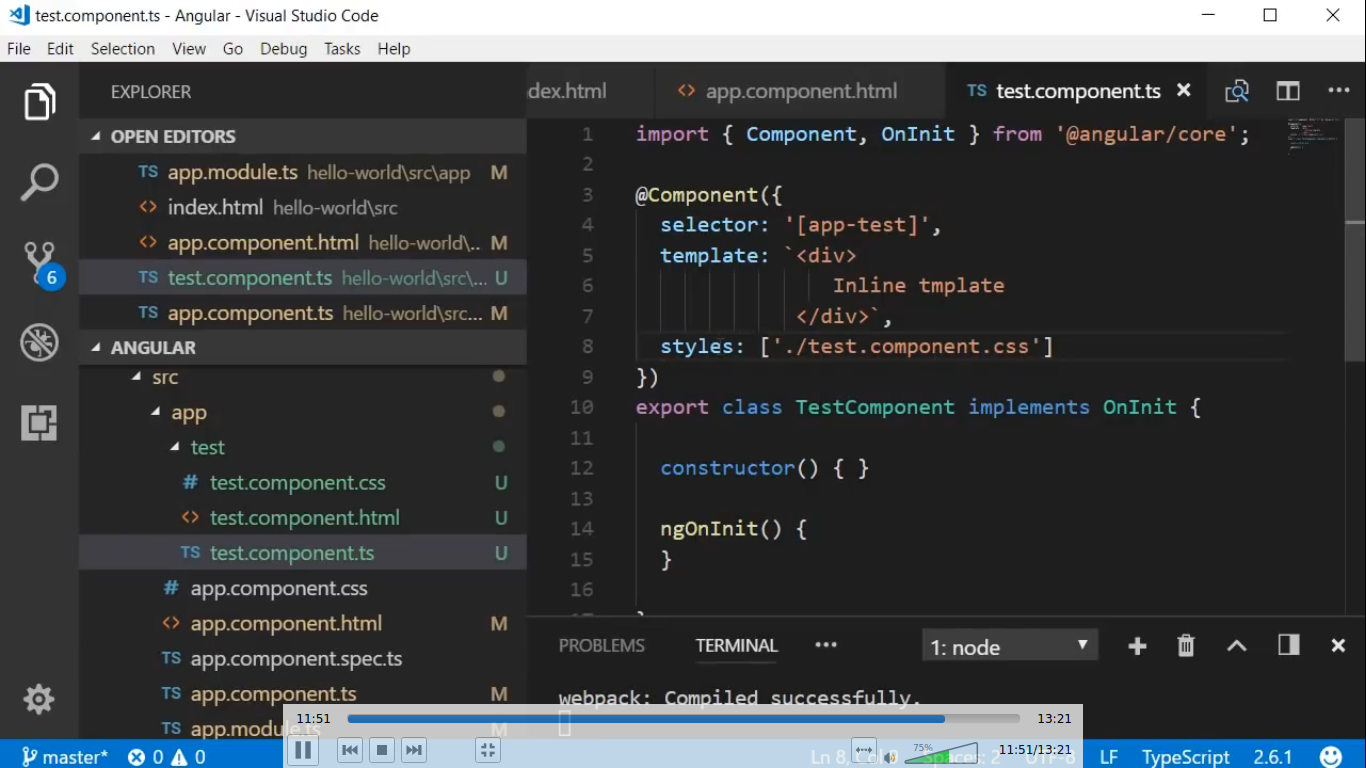 test.component.ts - Angular - Visual Studio Code
File Edit Selection View Go Debug Tasks Help
EXPLORER
OPEN EDITORS
TS app.module.ts hello-world\src\app M
<> index.html hello-world\src
<> app.component.html hello-world\.. M
TS test.component.ts hello-world\src\... U
TS app.component.ts hello-world\src... M
ANGULAR
src
app
test
# test.component.css U
<> test.component.html U
TS test.component.ts U
# app.component.css
<> app.component.html M
TS app.component.spec.ts
TS app.component.ts M
TS app.module.ts M
6
dex.html <> app.component.html TS test.component.ts
1 import { Component, OnInit } from '@angular/core';
2
3 @Component({
4 selector: '[app-test]',
5 template: `<div>
6 Inline tmplate
7 </div>`,
8 styles: ['./test.component.css']
9 })
10 export class TestComponent implements OnInit {
11
12 constructor() { }
13
14 ngOnInit() {
15 }
16
PROBLEMS TERMINAL ••• 1: node
webpack: Compiled successfully.
11:51 13:21
75% 11:51/13:21
master* 0 0 Spaces: 2 UTF-8 LF TypeScript 2.6.1